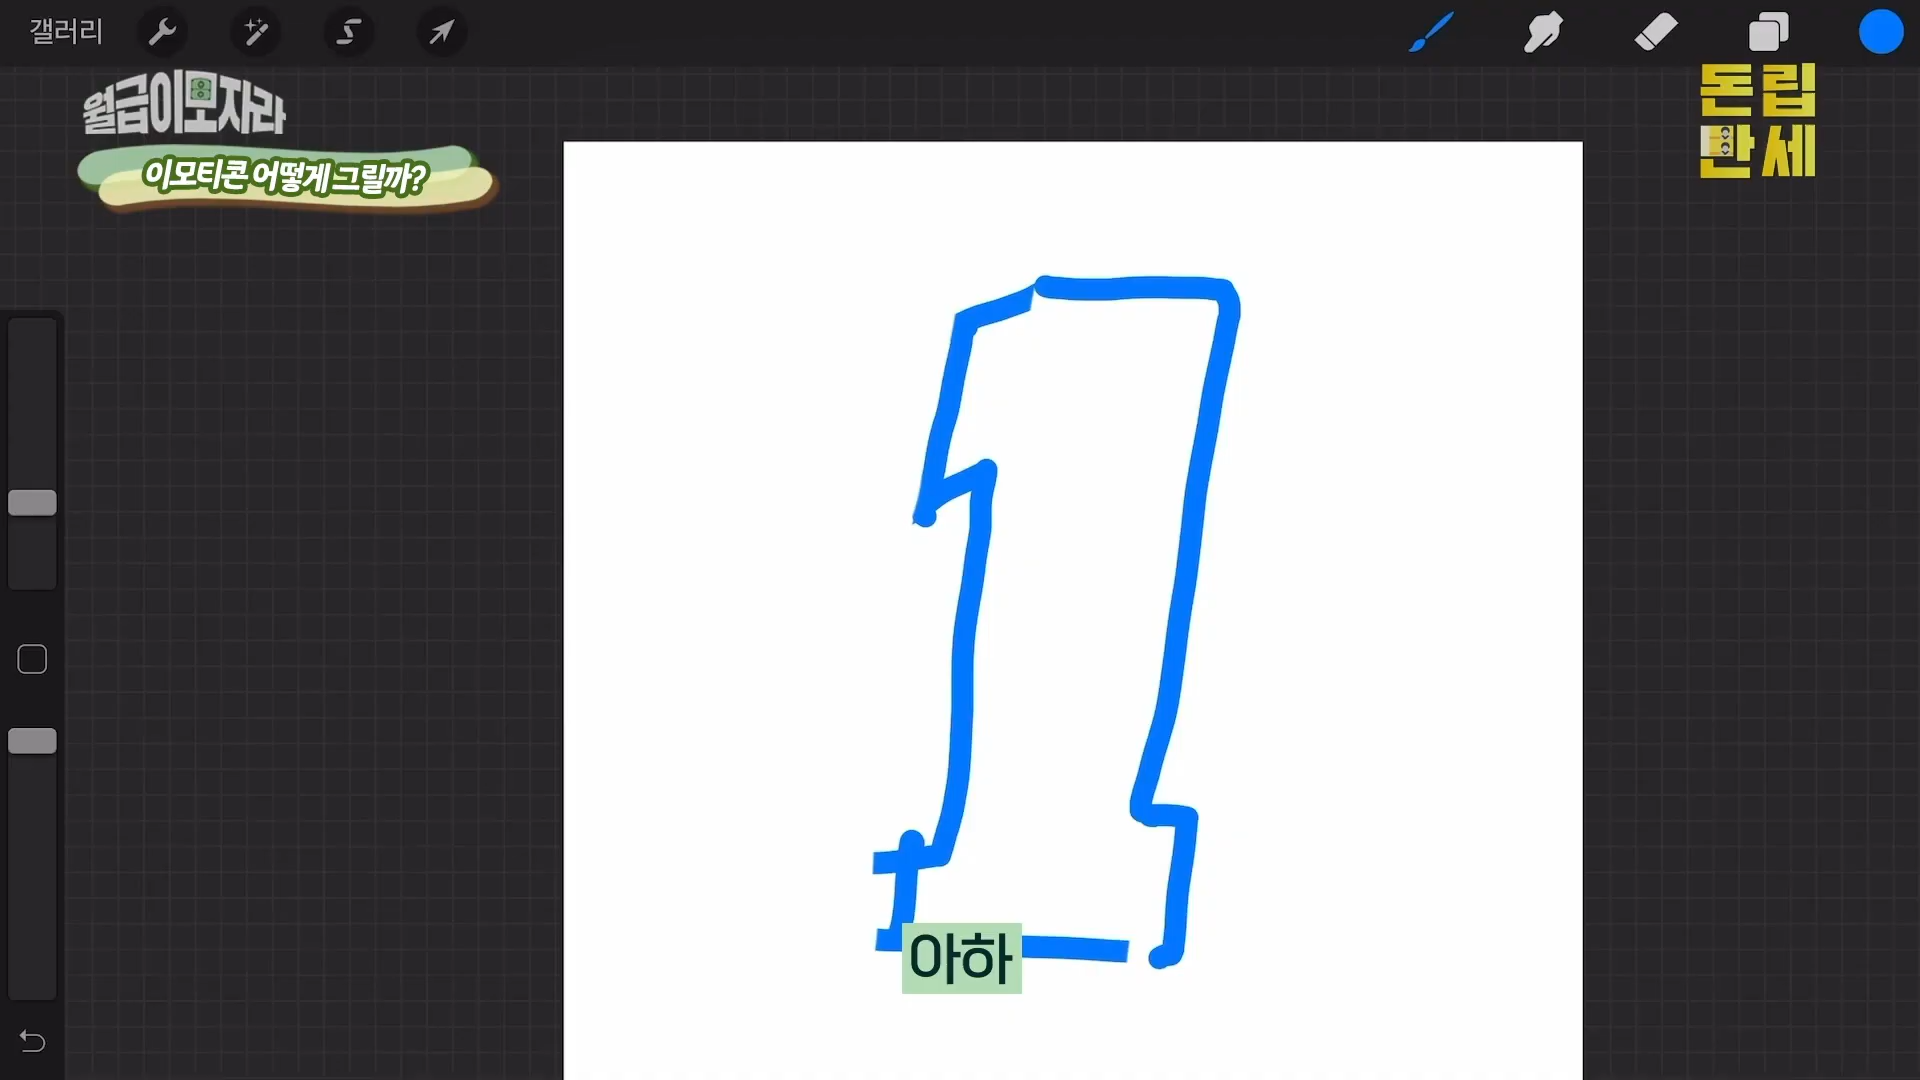 갤러리
월급이모자라
이모티콘 어떻게 그릴까?
돈립
만세
1
아하